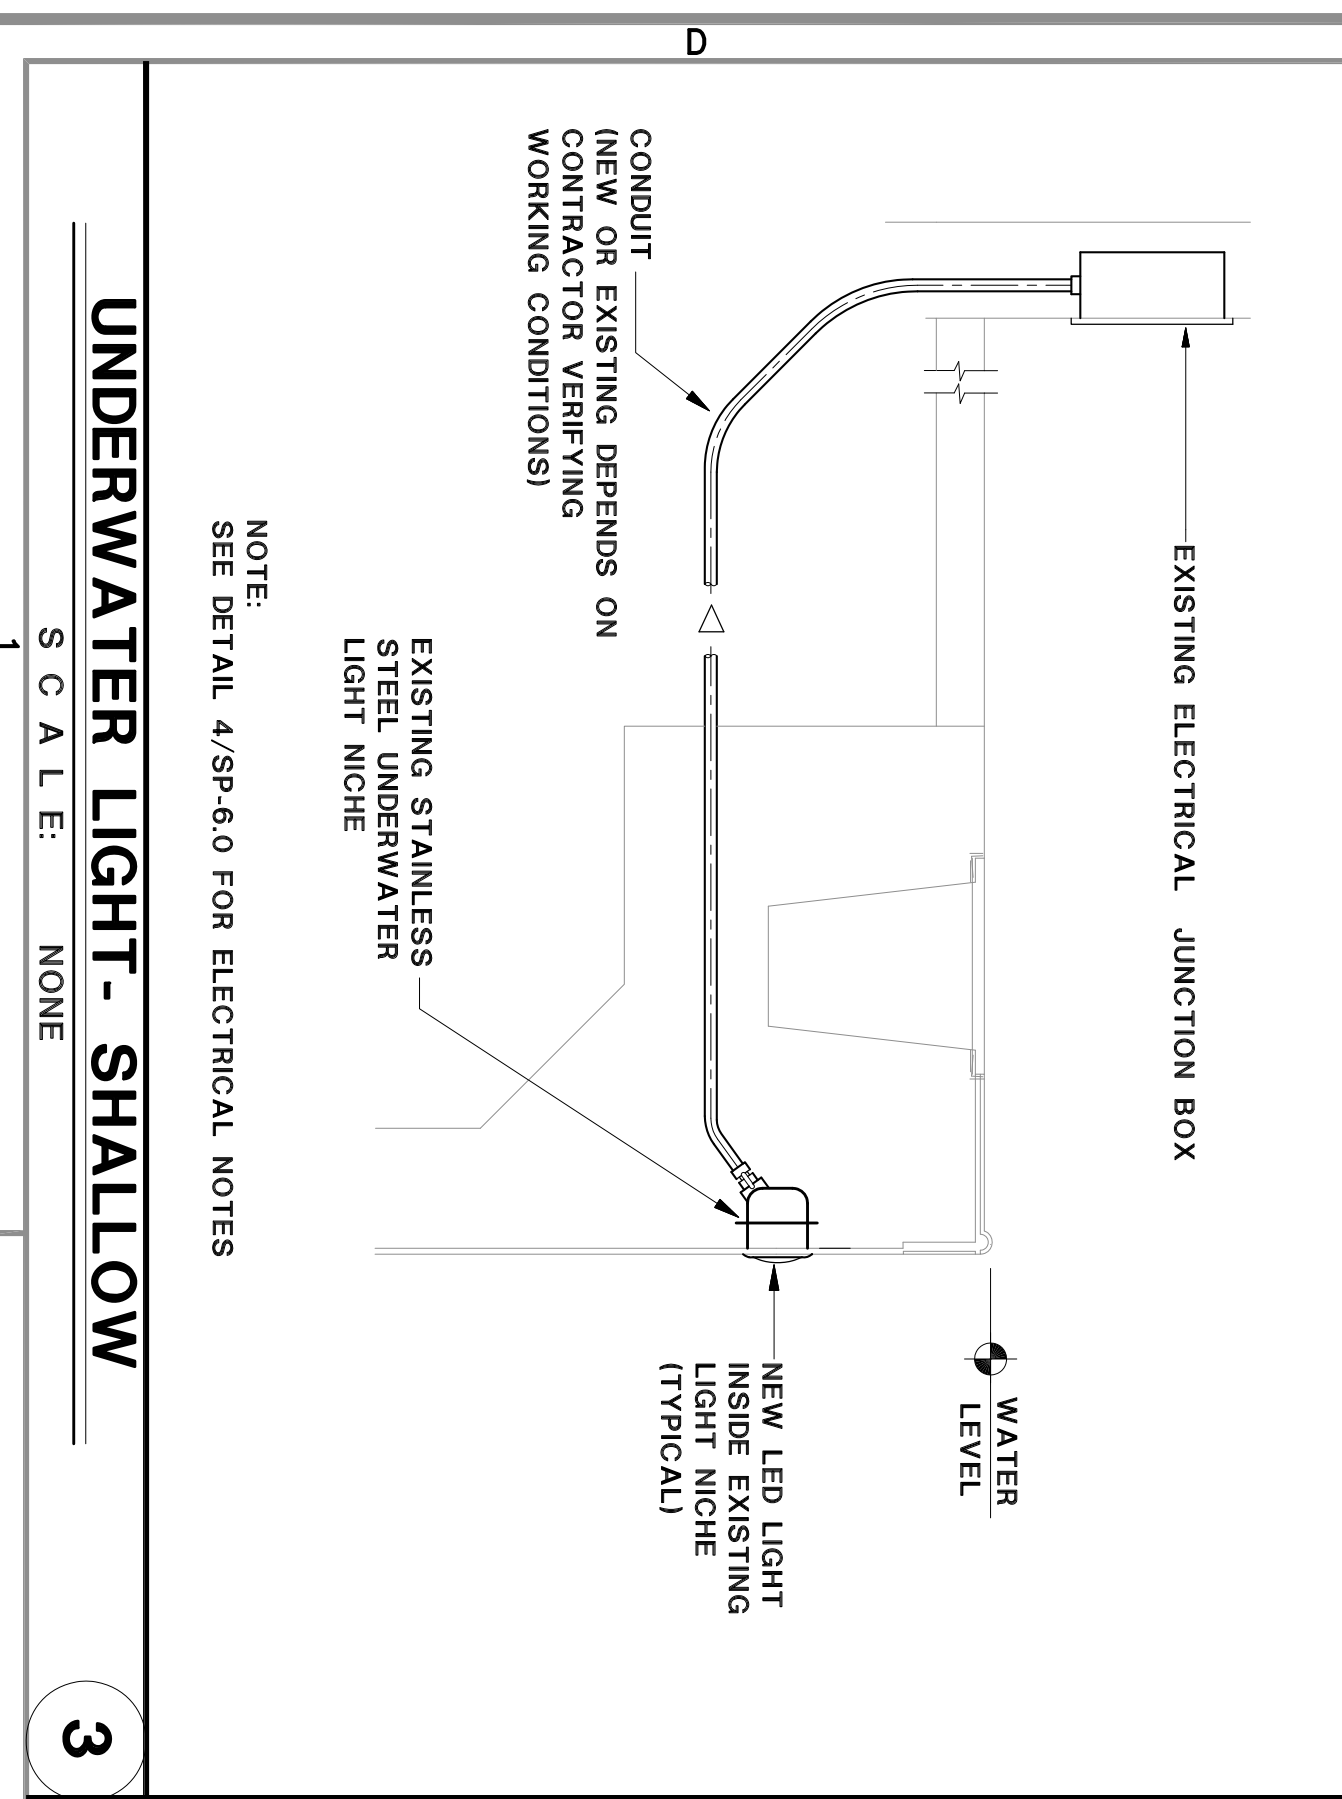 D
EXISTING ELECTRICAL JUNCTION BOX
WATER
LEVEL
CONDUIT
(NEW OR EXISTING DEPENDS ON
CONTRACTOR VERIFYING
WORKING CONDITIONS)
NEW LED LIGHT
INSIDE EXISTING
LIGHT NICHE
(TYPICAL)
EXISTING STAINLESS
STEEL UNDERWATER
LIGHT NICHE
NOTE:
SEE DETAIL 4/SP-6.0 FOR ELECTRICAL NOTES
UNDERWATER LIGHT- SHALLOW
SCALE: NONE
3
1